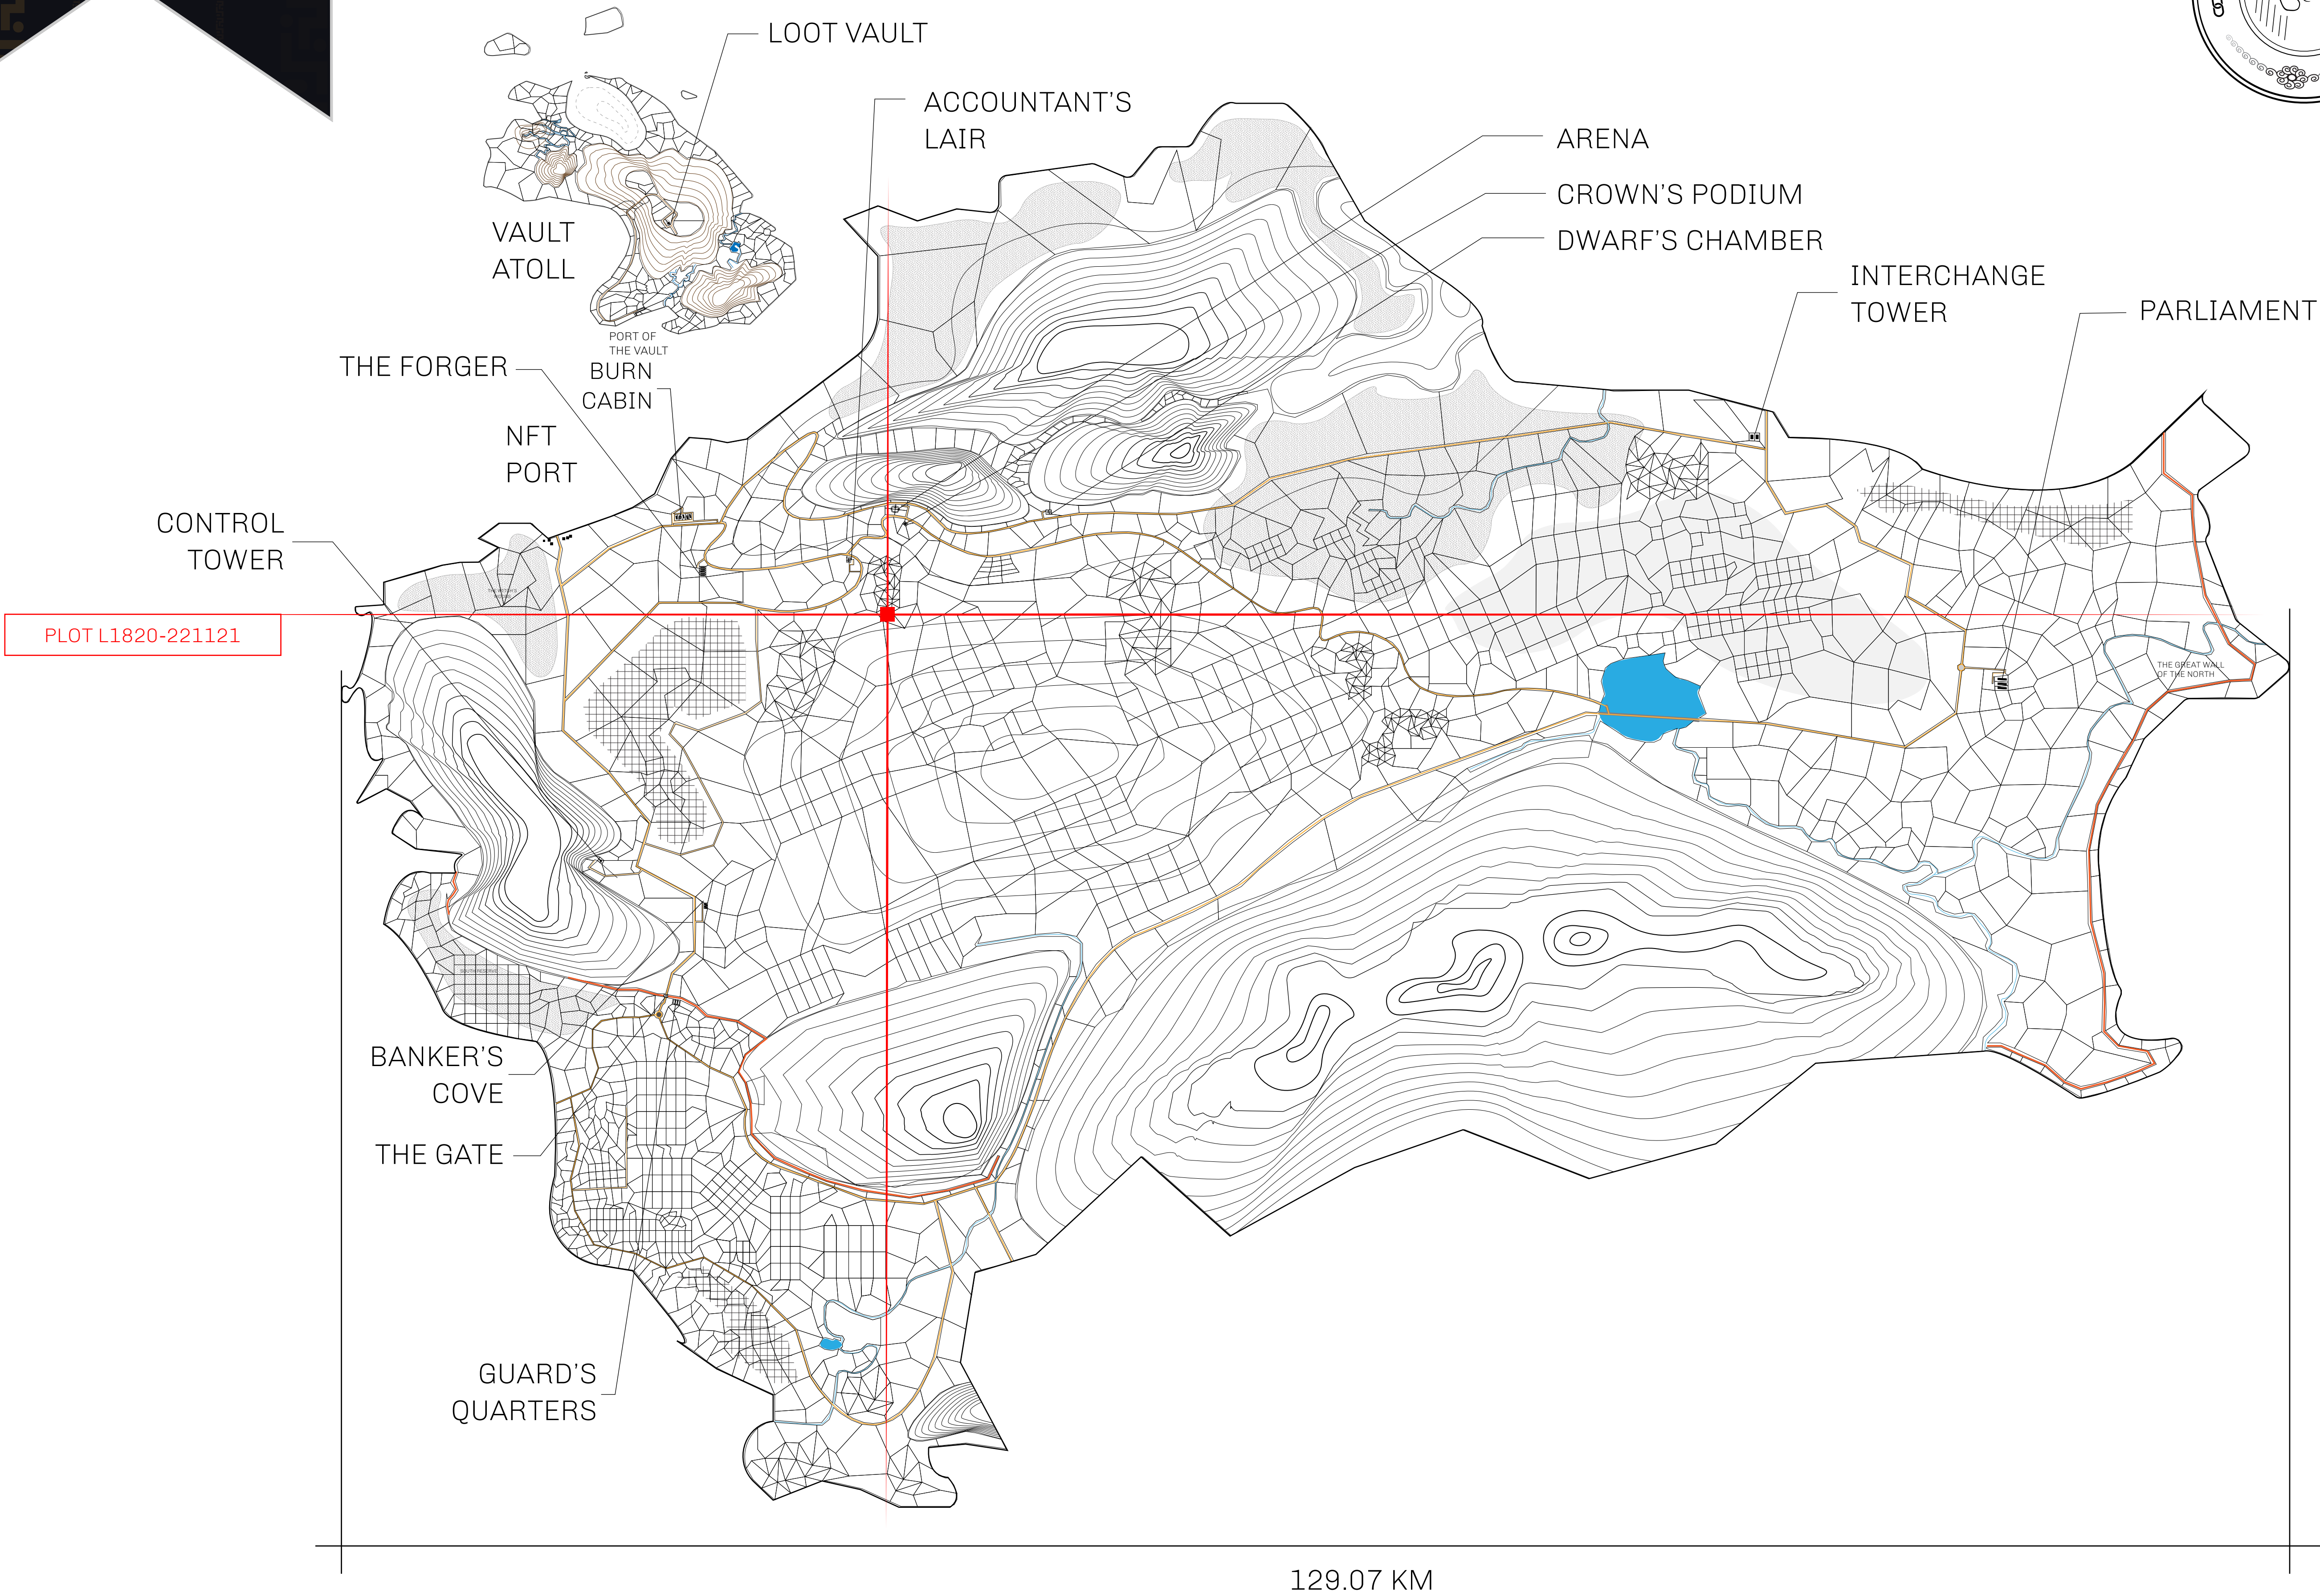 LOOT VAULT
ACCOUNTANT'S
LAIR
ARENA
CROWN'S PODIUM
DWARF'S CHAMBER
VAULT
ATOLL
INTERCHANGE
TOWER
PARLIAMENT
PORT OF
THE VAULT
THE FORGER
BURN
CABIN
NFT
PORT
CONTROL
TOWER
PLOT L1820-221121
THE GREAT WALL
OF THE NORTH
SOUTH RESERVE
BANKER'S
COVE
THE GATE
GUARD'S
QUARTERS
129.07 KM